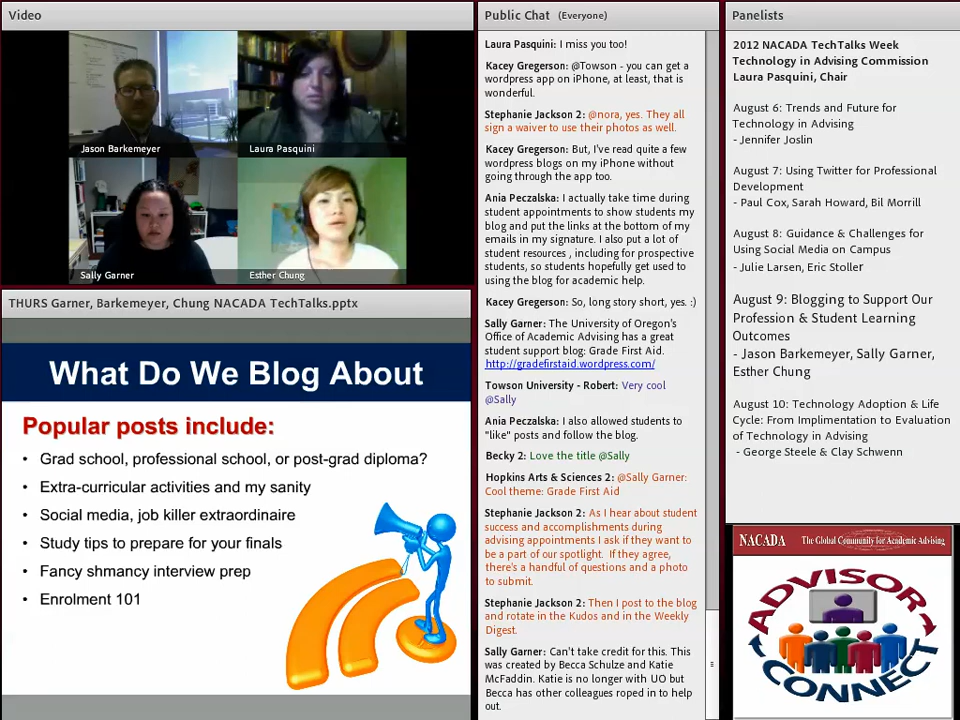 Video
Jason Barkemeyer
Laura Pasquini
Sally Garner
Esther Chung
THURS Garner, Barkemeyer, Chung NACADA TechTalks.pptx
What Do We Blog About
Popular posts include:
• Grad school, professional school, or post-grad diploma?
• Extra-curricular activities and my sanity
• Social media, job killer extraordinaire
• Study tips to prepare for your finals
• Fancy shmancy interview prep
• Enrolment 101
Public Chat (Everyone)
Laura Pasquini: I miss you too!
Kacey Gregerson: @Towson - you can get a
wordpress app on iPhone, at least, that is
wonderful.
Stephanie Jackson 2: @nora, yes. They all
sign a waiver to use their photos as well.
Kacey Gregerson: But, I've read quite a few
wordpress blogs on my iPhone without
going through the app too.
Ania Peczalska: I actually take time during
student appointments to show students my
blog and put the links at the bottom of my
emails in my signature. I also put a lot of
student resources , including for prospective
students, so students hopefully get used to
using the blog for academic help.
Kacey Gregerson: So, long story short, yes. :)
Sally Garner: The University of Oregon's
Office of Academic Advising has a great
student support blog: Grade First Aid.
http://gradefirstaid.wordpress.com/
Towson University - Robert: Very cool
@Sally
Ania Peczalska: I also allowed students to
"like" posts and follow the blog.
Becky 2: Love the title @Sally
Hopkins Arts & Sciences 2: @Sally Garner:
Cool theme: Grade First Aid
Stephanie Jackson 2: As I hear about student
success and accomplishments during
advising appointments I ask if they want to
be a part of our spotlight. If they agree,
there's a handful of questions and a photo
to submit.
Stephanie Jackson 2: Then I post to the blog
and rotate in the Kudos and in the Weekly
Digest.
Sally Garner: Can't take credit for this. This
was created by Becca Schulze and Katie
McFaddin. Katie is no longer with UO but
Becca has other colleagues roped in to help
out.
Panelists
2012 NACADA TechTalks Week
Technology in Advising Commission
Laura Pasquini, Chair
August 6: Trends and Future for
Technology in Advising
- Jennifer Joslin
August 7: Using Twitter for Professional
Development
- Paul Cox, Sarah Howard, Bil Morrill
August 8: Guidance & Challenges for
Using Social Media on Campus
- Julie Larsen, Eric Stoller
August 9: Blogging to Support Our
Profession & Student Learning
Outcomes
- Jason Barkemeyer, Sally Garner,
Esther Chung
August 10: Technology Adoption & Life
Cycle: From Implimentation to Evaluation
of Technology in Advising
- George Steele & Clay Schwenn
NACADA The Global Community for Academic Advising
ADVISOR
CONNECT